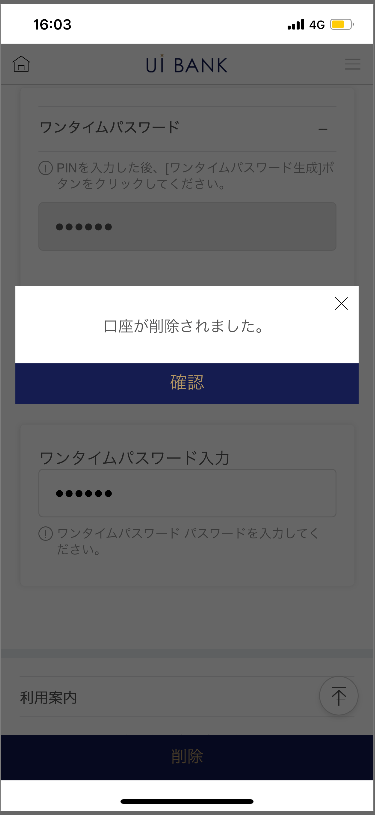 16:03
4G
UI BANK
ワンタイムパスワード
PINを入力した後、[ワンタイムパスワード生成]ボ
タンをクリックしてください。
●●●●●●
口座が削除されました。
確認
ワンタイムパスワード入力
●●●●●●
ワンタイムパスワード パスワードを入力してく
ださい。
利用案内
削除